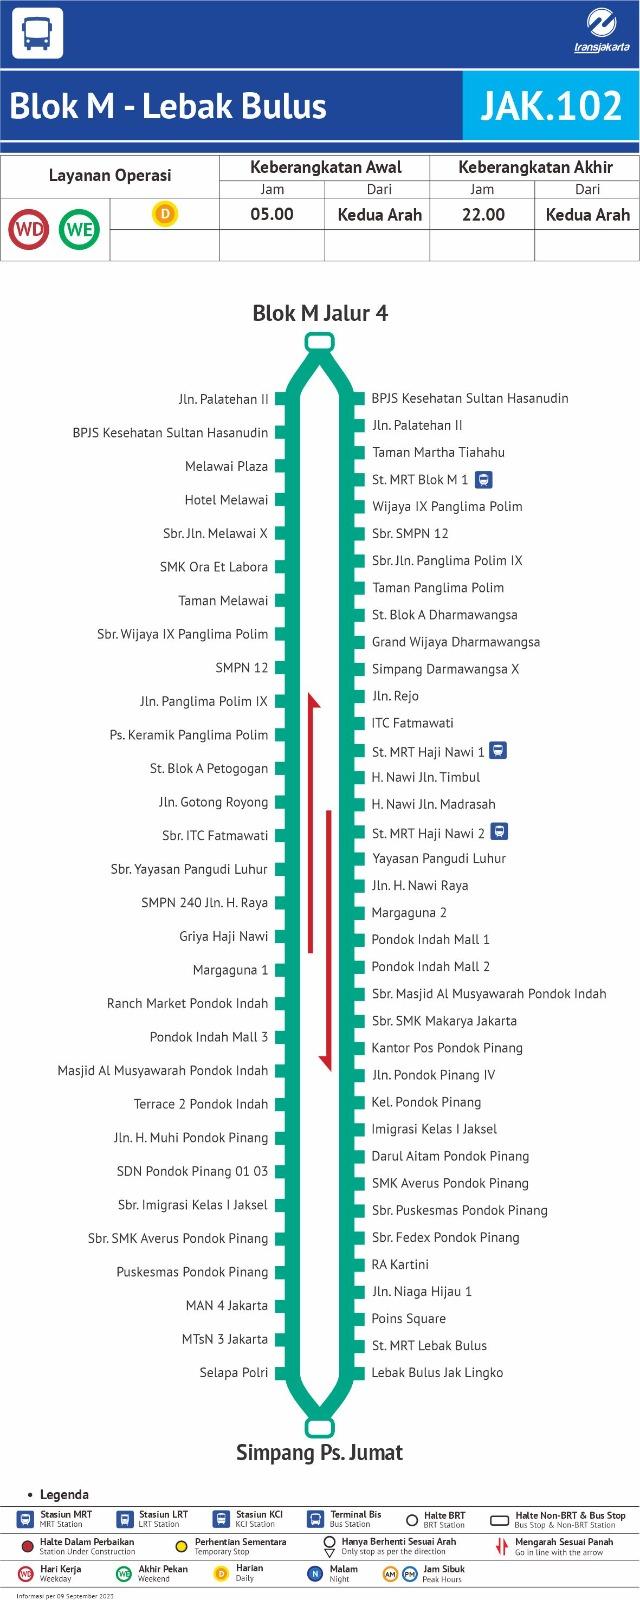 transjakarta
Blok M - Lebak Bulus
JAK.102
Layanan Operasi
Keberangkatan Awal
Keberangkatan Akhir
Jam
Dari
Jam
Dari
WD
WE
D
05.00
Kedua Arah
22.00
Kedua Arah
Blok M Jalur 4
Jln. Palatehan II
BPJS Kesehatan Sultan Hasanudin
Melawai Plaza
Hotel Melawai
Sbr. Jln. Melawai X
SMK Ora Et Labora
Taman Melawai
Sbr. Wijaya IX Panglima Polim
SMPN 12
Jln. Panglima Polim IX
Ps. Keramik Panglima Polim
St. Blok A Petogogan
Jln. Gotong Royong
Sbr. ITC Fatmawati
Sbr. Yayasan Pangudi Luhur
SMPN 240 Jln. H. Raya
Griya Haji Nawi
Margaguna 1
Ranch Market Pondok Indah
Pondok Indah Mall 3
Masjid Al Musyawarah Pondok Indah
Terrace 2 Pondok Indah
Jln. H. Muhi Pondok Pinang
SDN Pondok Pinang 01 03
Sbr. Imigrasi Kelas I Jaksel
Sbr. SMK Averus Pondok Pinang
Puskesmas Pondok Pinang
MAN 4 Jakarta
MTsN 3 Jakarta
Selapa Polri
BPJS Kesehatan Sultan Hasanudin
Jln. Palatehan II
Taman Martha Tiahahu
St. MRT Blok M 1
Wijaya IX Panglima Polim
Sbr. SMPN 12
Sbr. Jln. Panglima Polim IX
Taman Panglima Polim
St. Blok A Dharmawangsa
Grand Wijaya Dharmawangsa
Simpang Darmawangsa X
Jln. Rejo
ITC Fatmawati
St. MRT Haji Nawi 1
H. Nawi Jln. Timbul
H. Nawi Jln. Madrasah
St. MRT Haji Nawi 2
Yayasan Pangudi Luhur
Jln. H. Nawi Raya
Margaguna 2
Pondok Indah Mall 1
Pondok Indah Mall 2
Sbr. Masjid Al Musyawarah Pondok Indah
Sbr. SMK Makarya Jakarta
Kantor Pos Pondok Pinang
Jln. Pondok Pinang IV
Kel. Pondok Pinang
Imigrasi Kelas I Jaksel
Darul Aitam Pondok Pinang
SMK Averus Pondok Pinang
Sbr. Puskesmas Pondok Pinang
Sbr. Fedex Pondok Pinang
RA Kartini
Jln. Niaga Hijau 1
Poins Square
St. MRT Lebak Bulus
Lebak Bulus Jak Lingko
Simpang Ps. Jumat
• Legenda
Stasiun MRT
MRT Station
Stasiun LRT
LRT Station
Stasiun KCI
KCI Station
Terminal Bis
Bus Station
Halte BRT
BRT Station
Halte Non-BRT & Bus Stop
Bus Stop & Non-BRT Station
Halte Dalam Perbaikan
Station Under Construction
Perhentian Sementara
Temporary Stop
Hanya Berhenti Sesuai Arah
Only stop as per the direction
Mengarah Sesuai Panah
Go in line with the arrow
WD
Hari Kerja
Weekday
WE
Akhir Pekan
Weekend
D
Harian
Daily
N
Malam
Night
AM
PM
Jam Sibuk
Peak Hours
Informasi per 09 September 2023